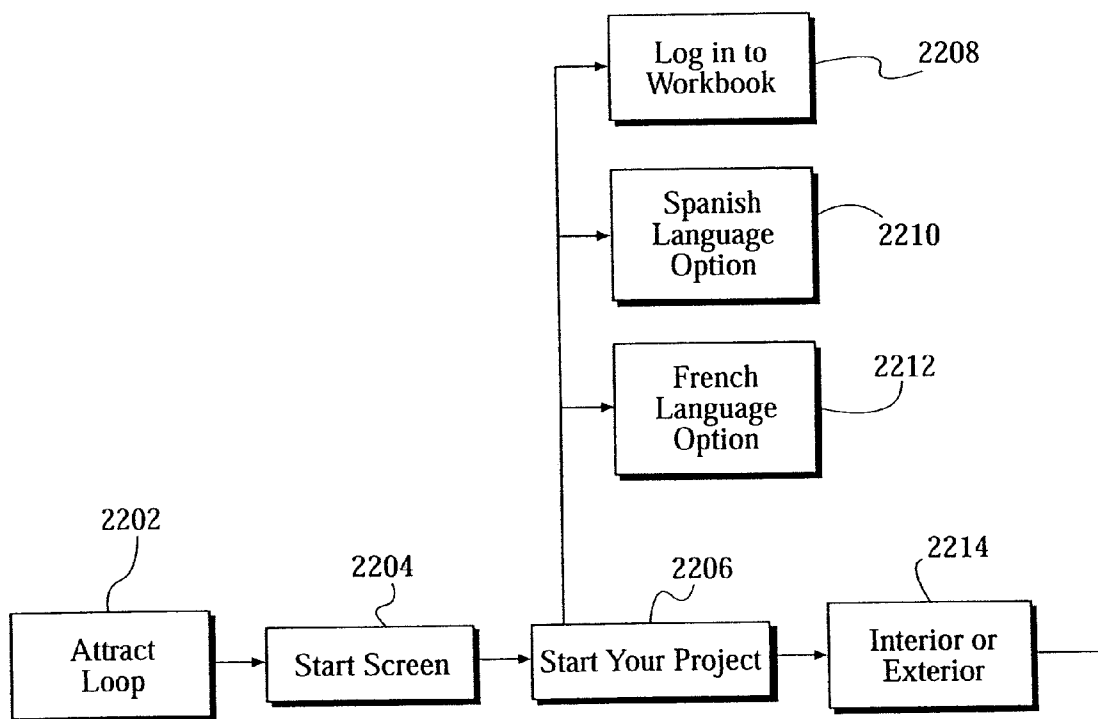 Log in to
Workbook
2208
Spanish
Language
Option
2210
French
Language
Option
2212
2202
Attract
Loop
2204
Start Screen
2206
Start Your Project
2214
Interior or
Exterior